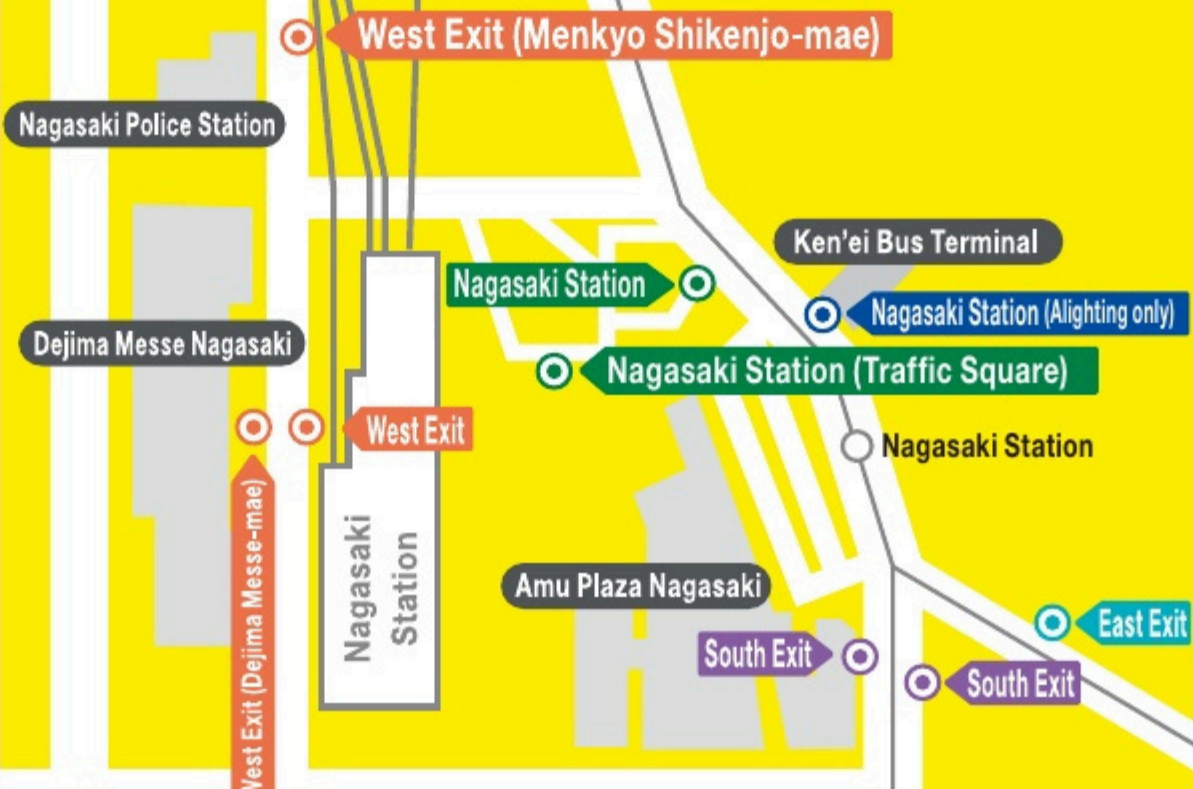 West Exit (Menkyo Shikenjo-mae)
Nagasaki Police Station
Ken'ei Bus Terminal
Nagasaki Station
Nagasaki Station (Alighting only)
Dejima Messe Nagasaki
Nagasaki Station (Traffic Square)
West Exit
Nagasaki Station
West Exit (Dejima Messe-mae)
Nagasaki
Station
Amu Plaza Nagasaki
East Exit
South Exit
South Exit